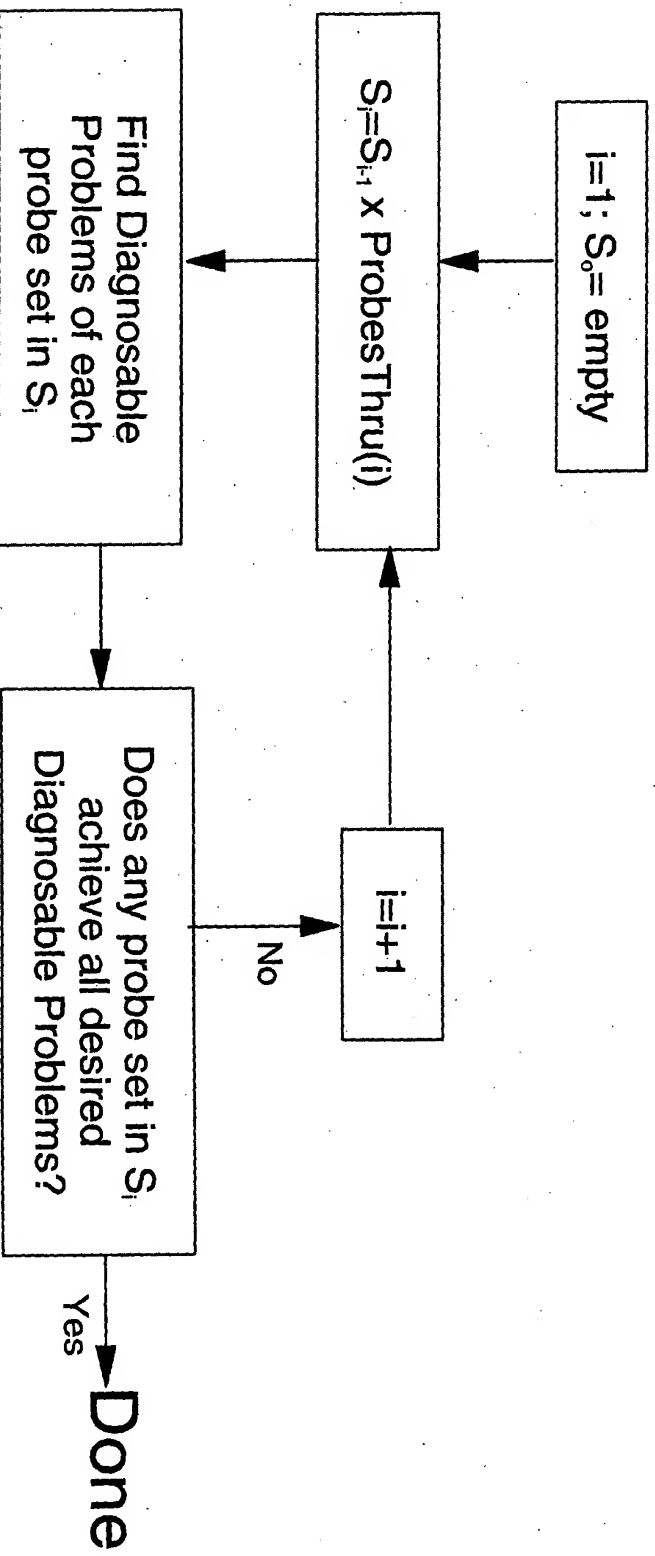 i=1; S₀= empty
Sᵢ=Sᵢ₋₁ x ProbesThru(i)
Find Diagnosable
Problems of each
probe set in Sᵢ
i=i+1
No
Does any probe set in Sᵢ
achieve all desired
Diagnosable Problems?
Yes
Done